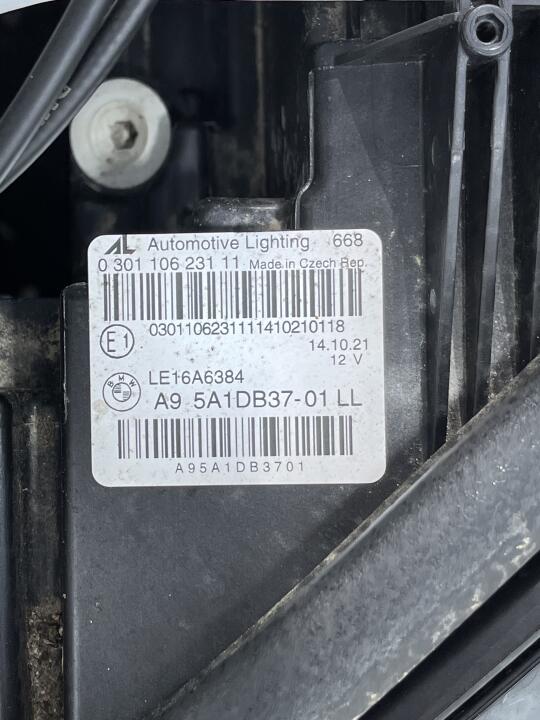 AL Automotive Lighting 668
0 301 106 231 11 Made in Czech Rep.
0301106231111410210118
E1
14.10.21
12 V
BMW
LE16A6384
A9 5A1DB37-01 LL
A95A1DB3701